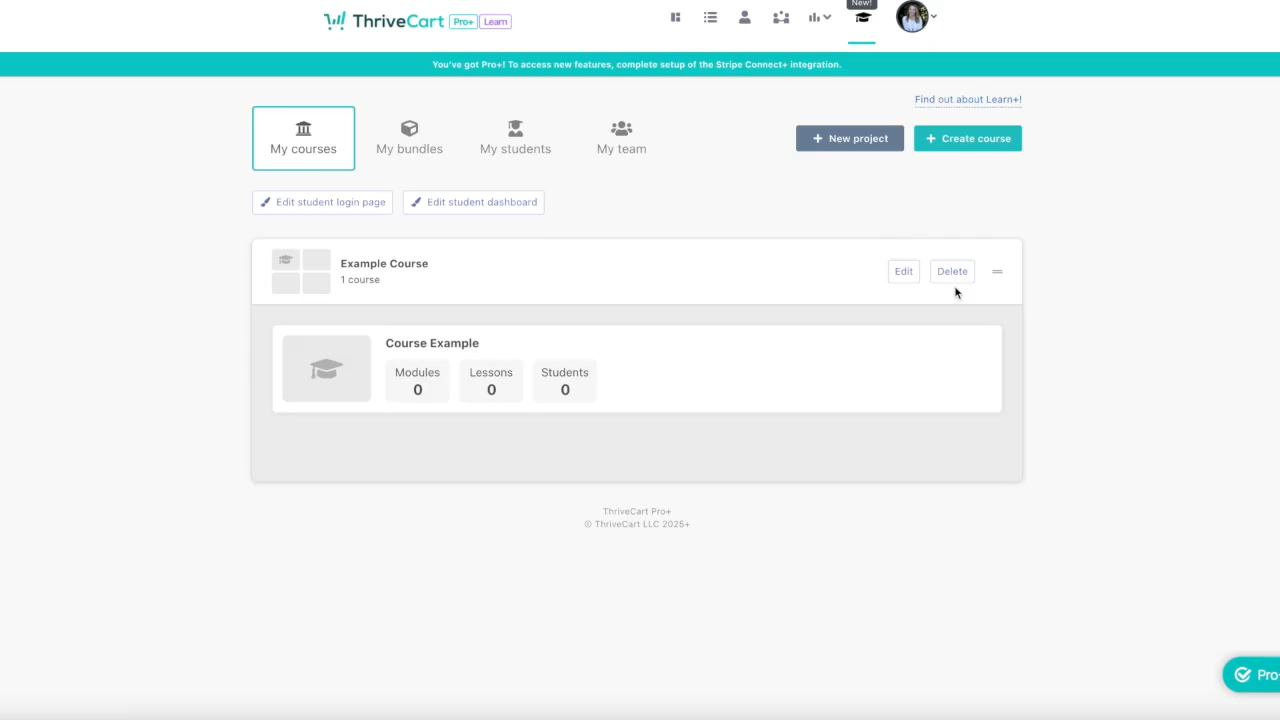 ThriveCart Pro+ Learn
New!
You've got Pro+! To access new features, complete setup of the Stripe Connect+ integration.
Find out about Learn+!
My courses
My bundles
My students
My team
New project
Create course
Edit student login page
Edit student dashboard
Example Course
1 course
Edit
Delete
Course Example
Modules
0
Lessons
0
Students
0
ThriveCart Pro+
© ThriveCart LLC 2025+